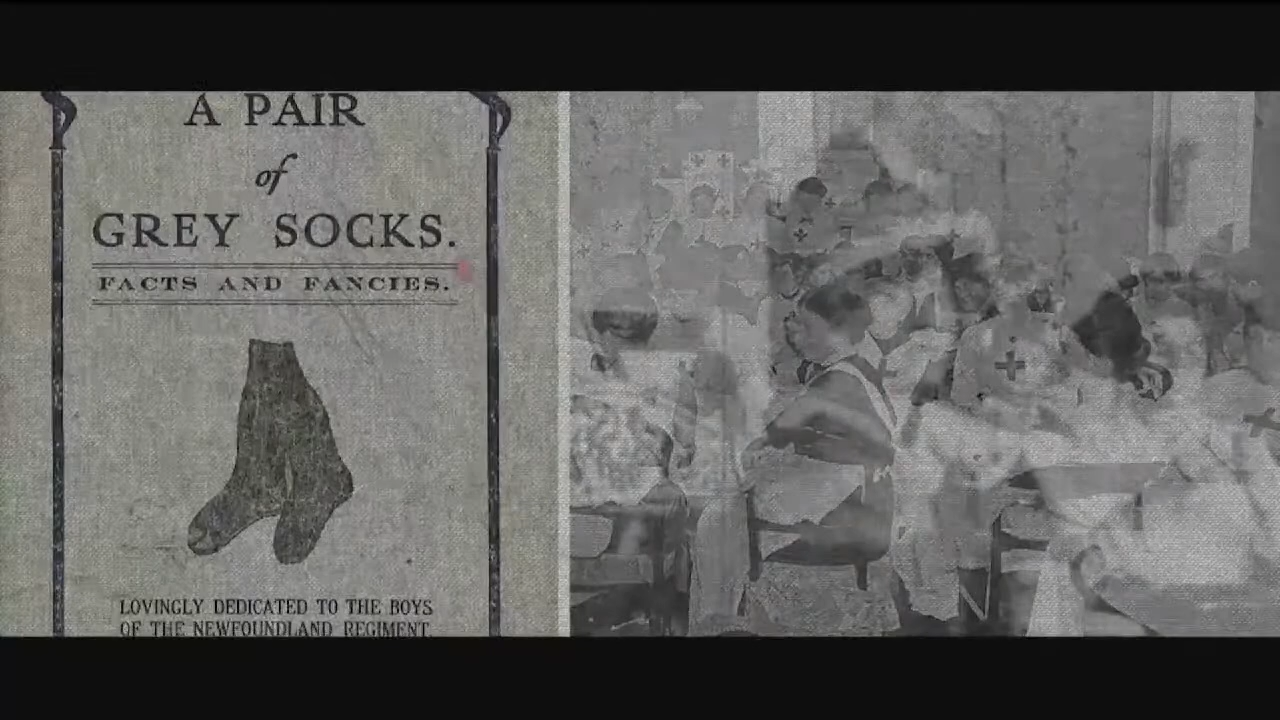 A PAIR
of
GREY SOCKS.
FACTS AND FANCIES.
LOVINGLY DEDICATED TO THE BOYS
OF THE NEWFOUNDLAND REGIMENT